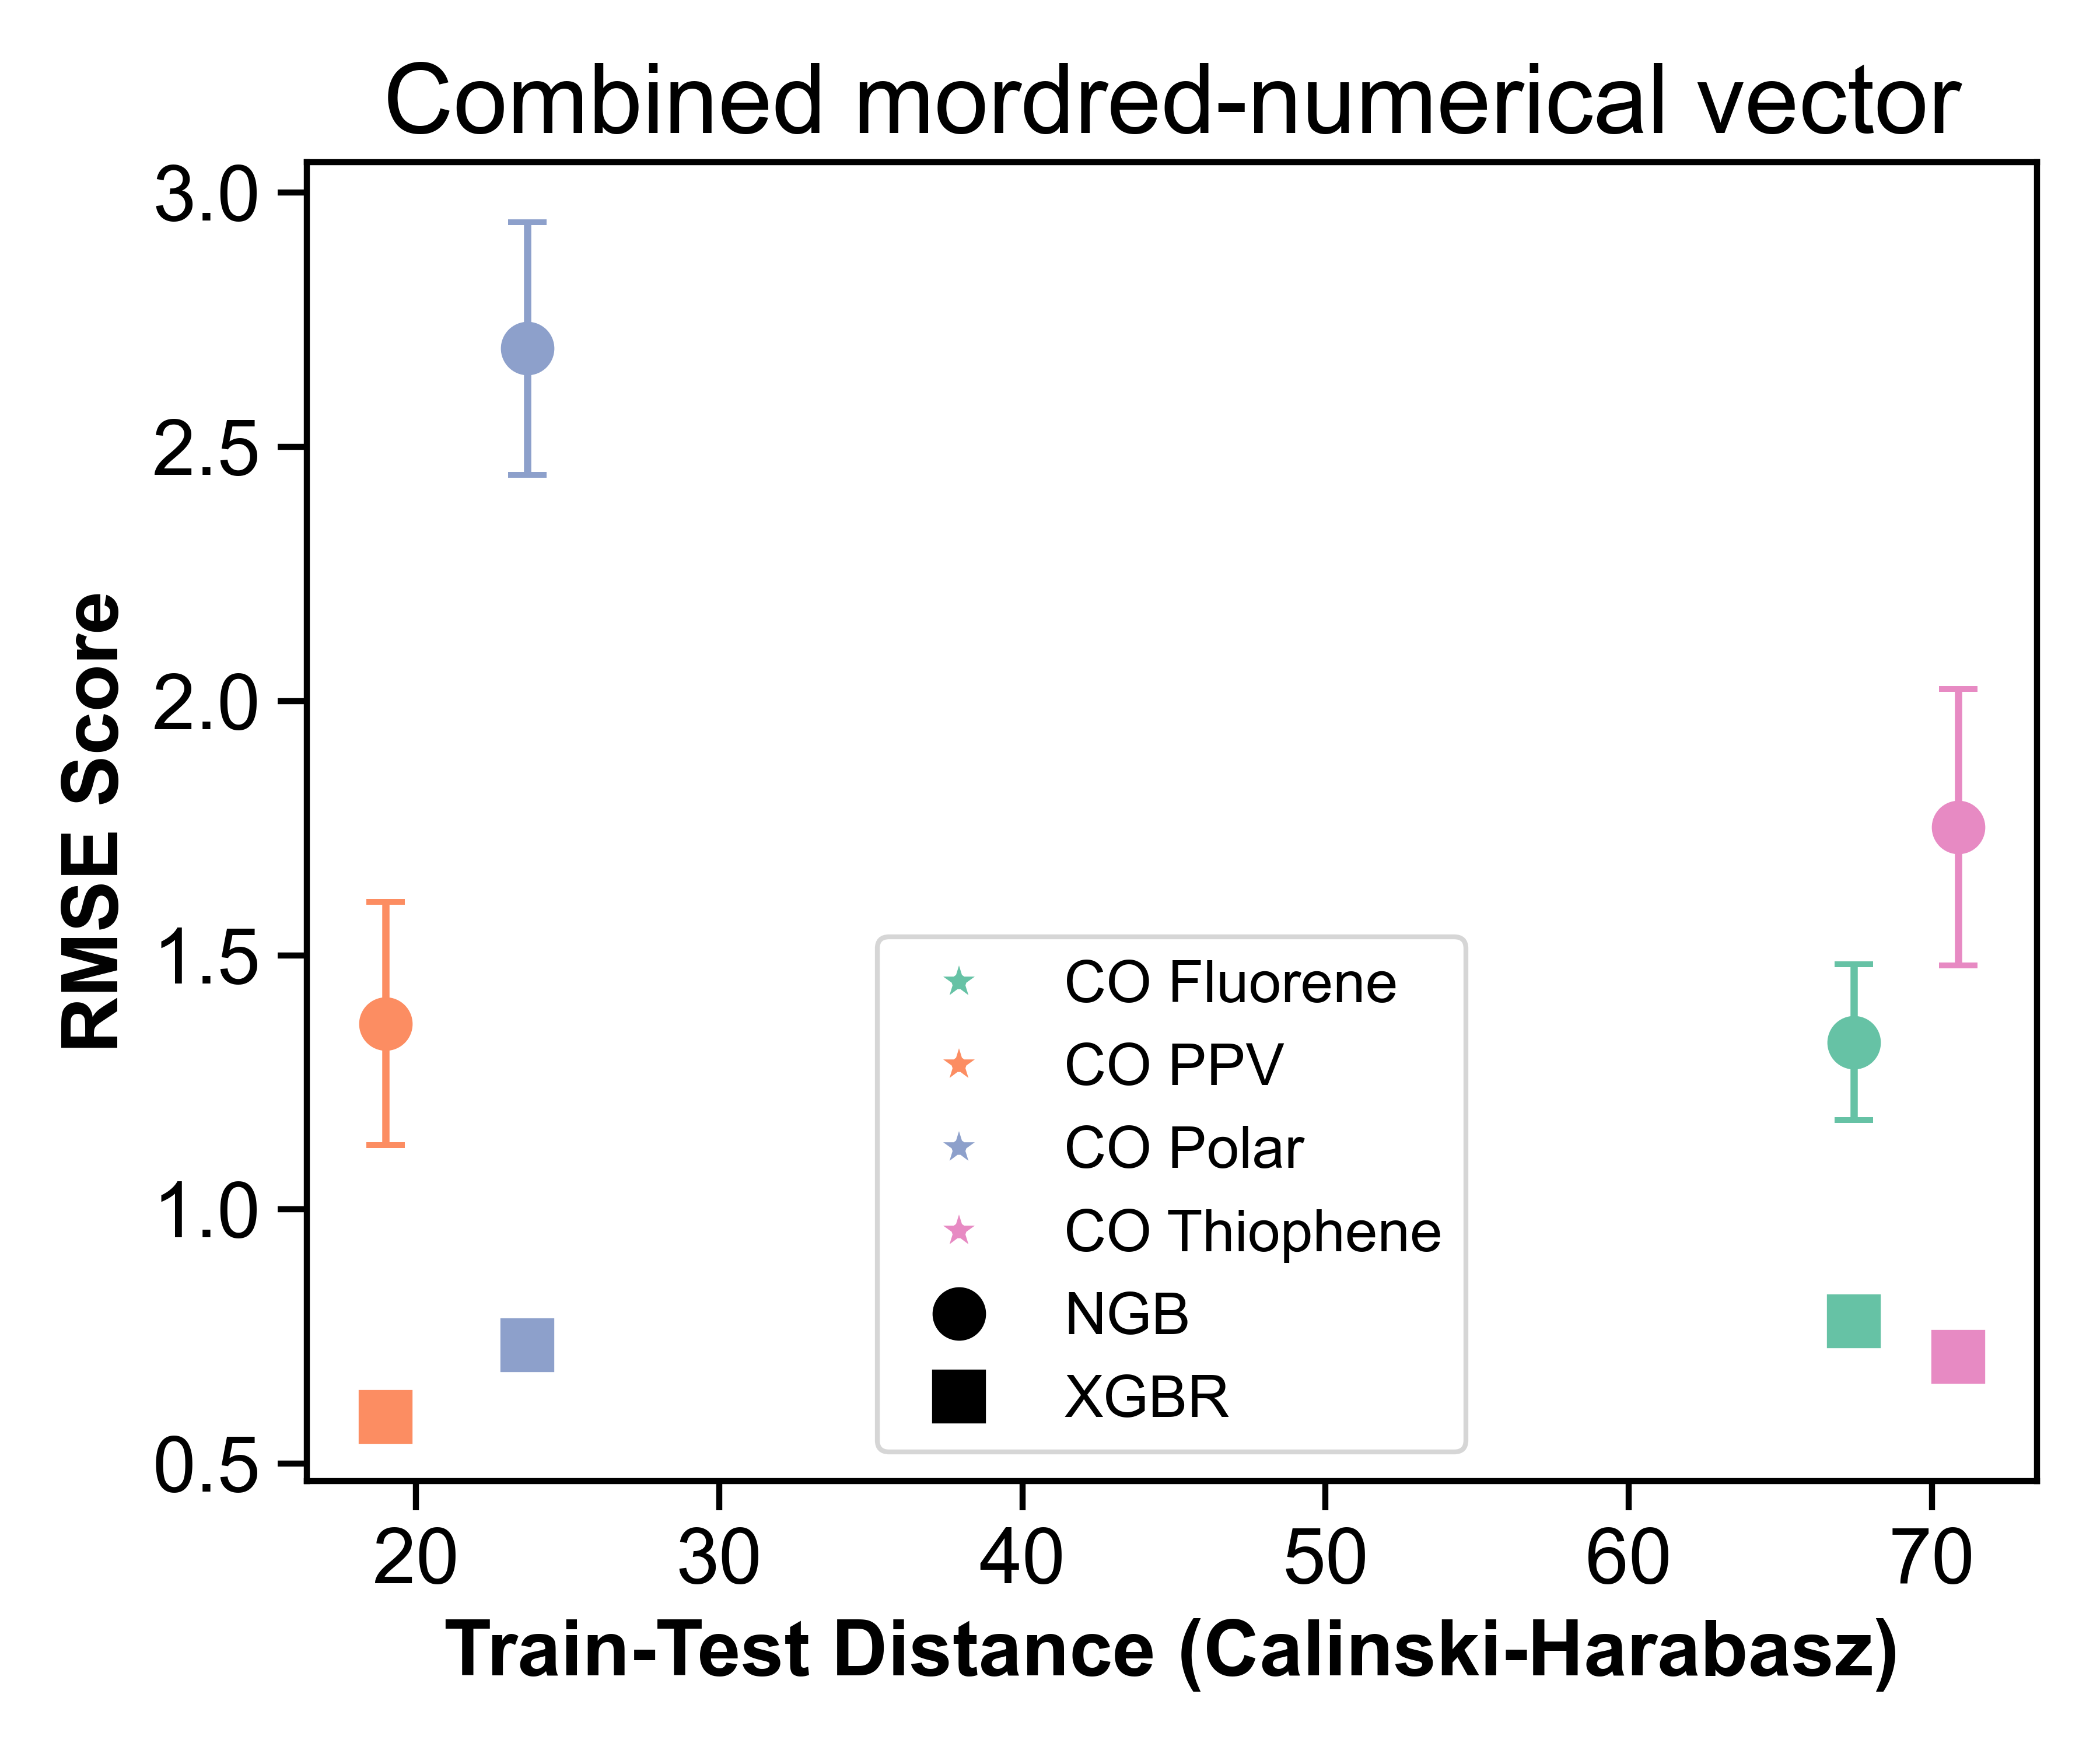 Combined mordred-numerical vector
3.0
2.5
2.0
1.5
1.0
0.5
RMSE Score
CO Fluorene
CO PPV
CO Polar
CO Thiophene
NGB
XGBR
20 30 40 50 60 70
Train-Test Distance (Calinski-Harabasz)